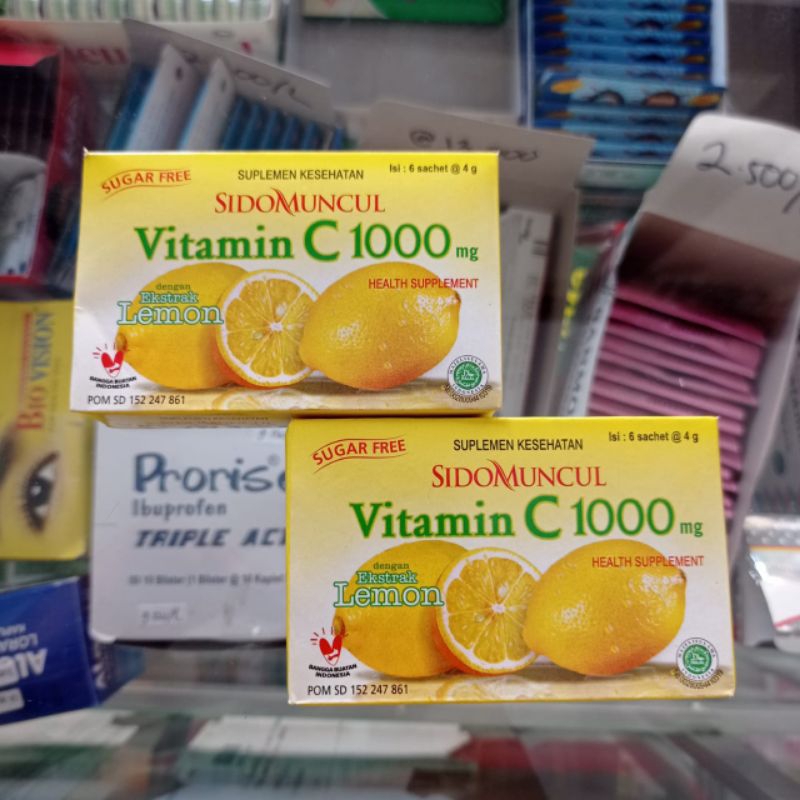 @ 13.000
2.500,
SUGAR FREE
SUPLEMEN KESEHATAN
Isi : 6 sachet @ 4 g
SIDOMUNCUL
Vitamin C 1000 mg
HEALTH SUPPLEMENT
dengan
Ekstrak
Lemon
BANGGA BUATAN
INDONESIA
POM SD 152 247 861
BIO VISION
Proris®
Ibuprofen
TRIPLE ACT
SUGAR FREE
SUPLEMEN KESEHATAN
Isi : 6 sachet @ 4 g
SIDOMUNCUL
Vitamin C 1000 mg
HEALTH SUPPLEMENT
dengan
Ekstrak
Lemon
BANGGA BUATAN
INDONESIA
POM SD 152 247 861